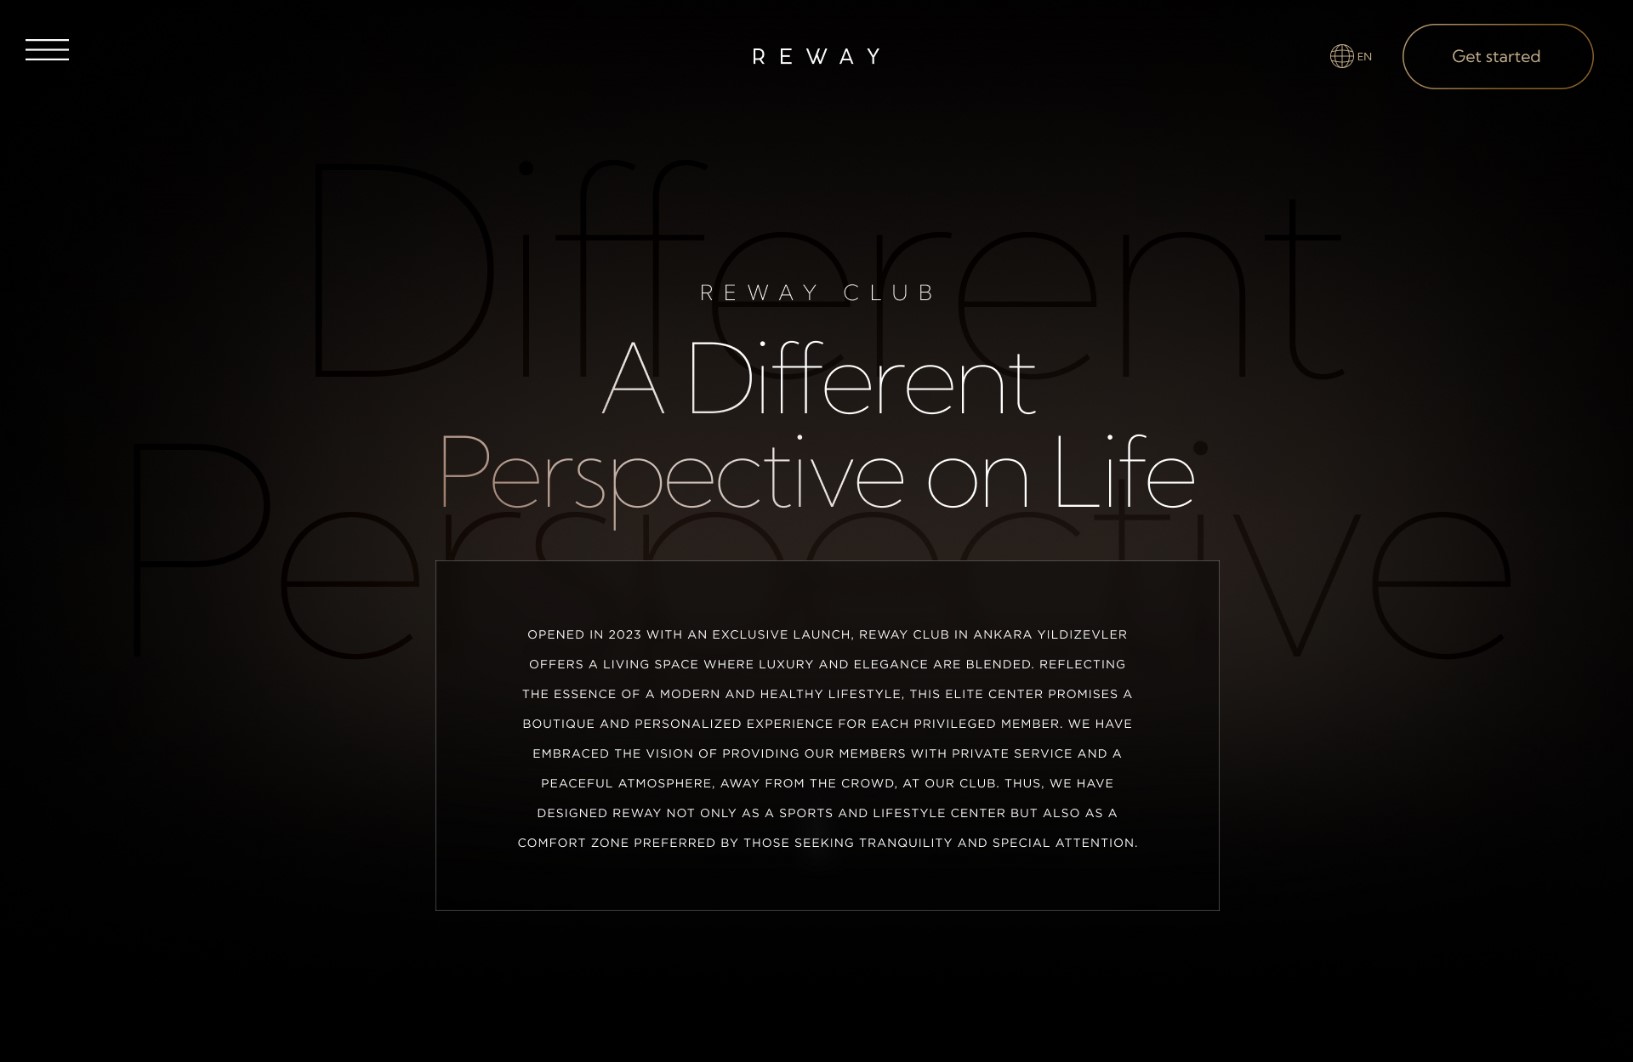 REWAY
EN
Get started
Different
REWAY CLUB
A Different
Perspective on Life
Perspective
OPENED IN 2023 WITH AN EXCLUSIVE LAUNCH, REWAY CLUB IN ANKARA YILDIZEVLER
OFFERS A LIVING SPACE WHERE LUXURY AND ELEGANCE ARE BLENDED. REFLECTING
THE ESSENCE OF A MODERN AND HEALTHY LIFESTYLE, THIS ELITE CENTER PROMISES A
BOUTIQUE AND PERSONALIZED EXPERIENCE FOR EACH PRIVILEGED MEMBER. WE HAVE
EMBRACED THE VISION OF PROVIDING OUR MEMBERS WITH PRIVATE SERVICE AND A
PEACEFUL ATMOSPHERE, AWAY FROM THE CROWD, AT OUR CLUB. THUS, WE HAVE
DESIGNED REWAY NOT ONLY AS A SPORTS AND LIFESTYLE CENTER BUT ALSO AS A
COMFORT ZONE PREFERRED BY THOSE SEEKING TRANQUILITY AND SPECIAL ATTENTION.